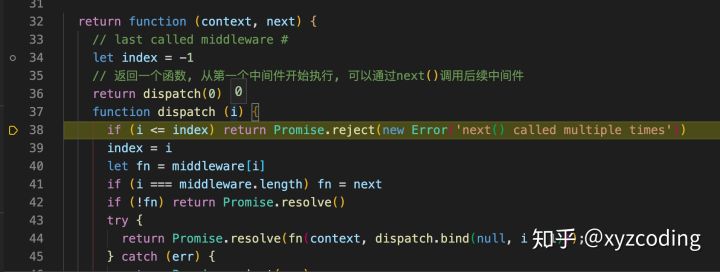 31
32 return function (context, next) {
33 // last called middleware #
34 let index = -1
35 // 返回一个函数, 从第一个中间件开始执行, 可以通过next()调用后续中间件
36 return dispatch(0)
0
37 function dispatch (i) {
38 if (i <= index) return Promise.reject(new Error('next() called multiple times'))
39 index = i
40 let fn = middleware[i]
41 if (i === middleware.length) fn = next
42 if (!fn) return Promise.resolve()
43 try {
44 return Promise.resolve(fn(context, dispatch.bind(null, i
45 } catch (err) {
知乎 @xyzcoding